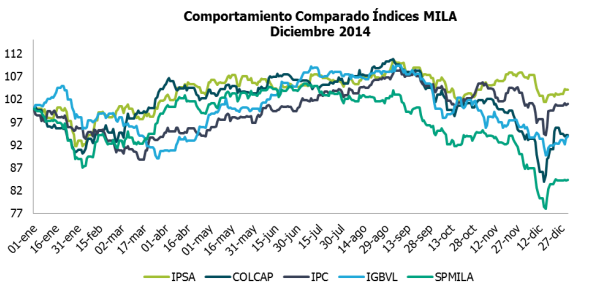 Comportamiento Comparado Índices MILA
Diciembre 2014
112
107
102
97
92
87
82
77
01-ene
16-ene
31-ene
15-feb
02-mar
17-mar
01-abr
16-abr
01-may
16-may
31-may
15-jun
30-jun
15-jul
30-jul
14-ago
29-ago
13-sep
28-sep
13-oct
28-oct
12-nov
27-nov
12-dic
27-dic
IPSA
COLCAP
IPC
IGBVL
SPMILA